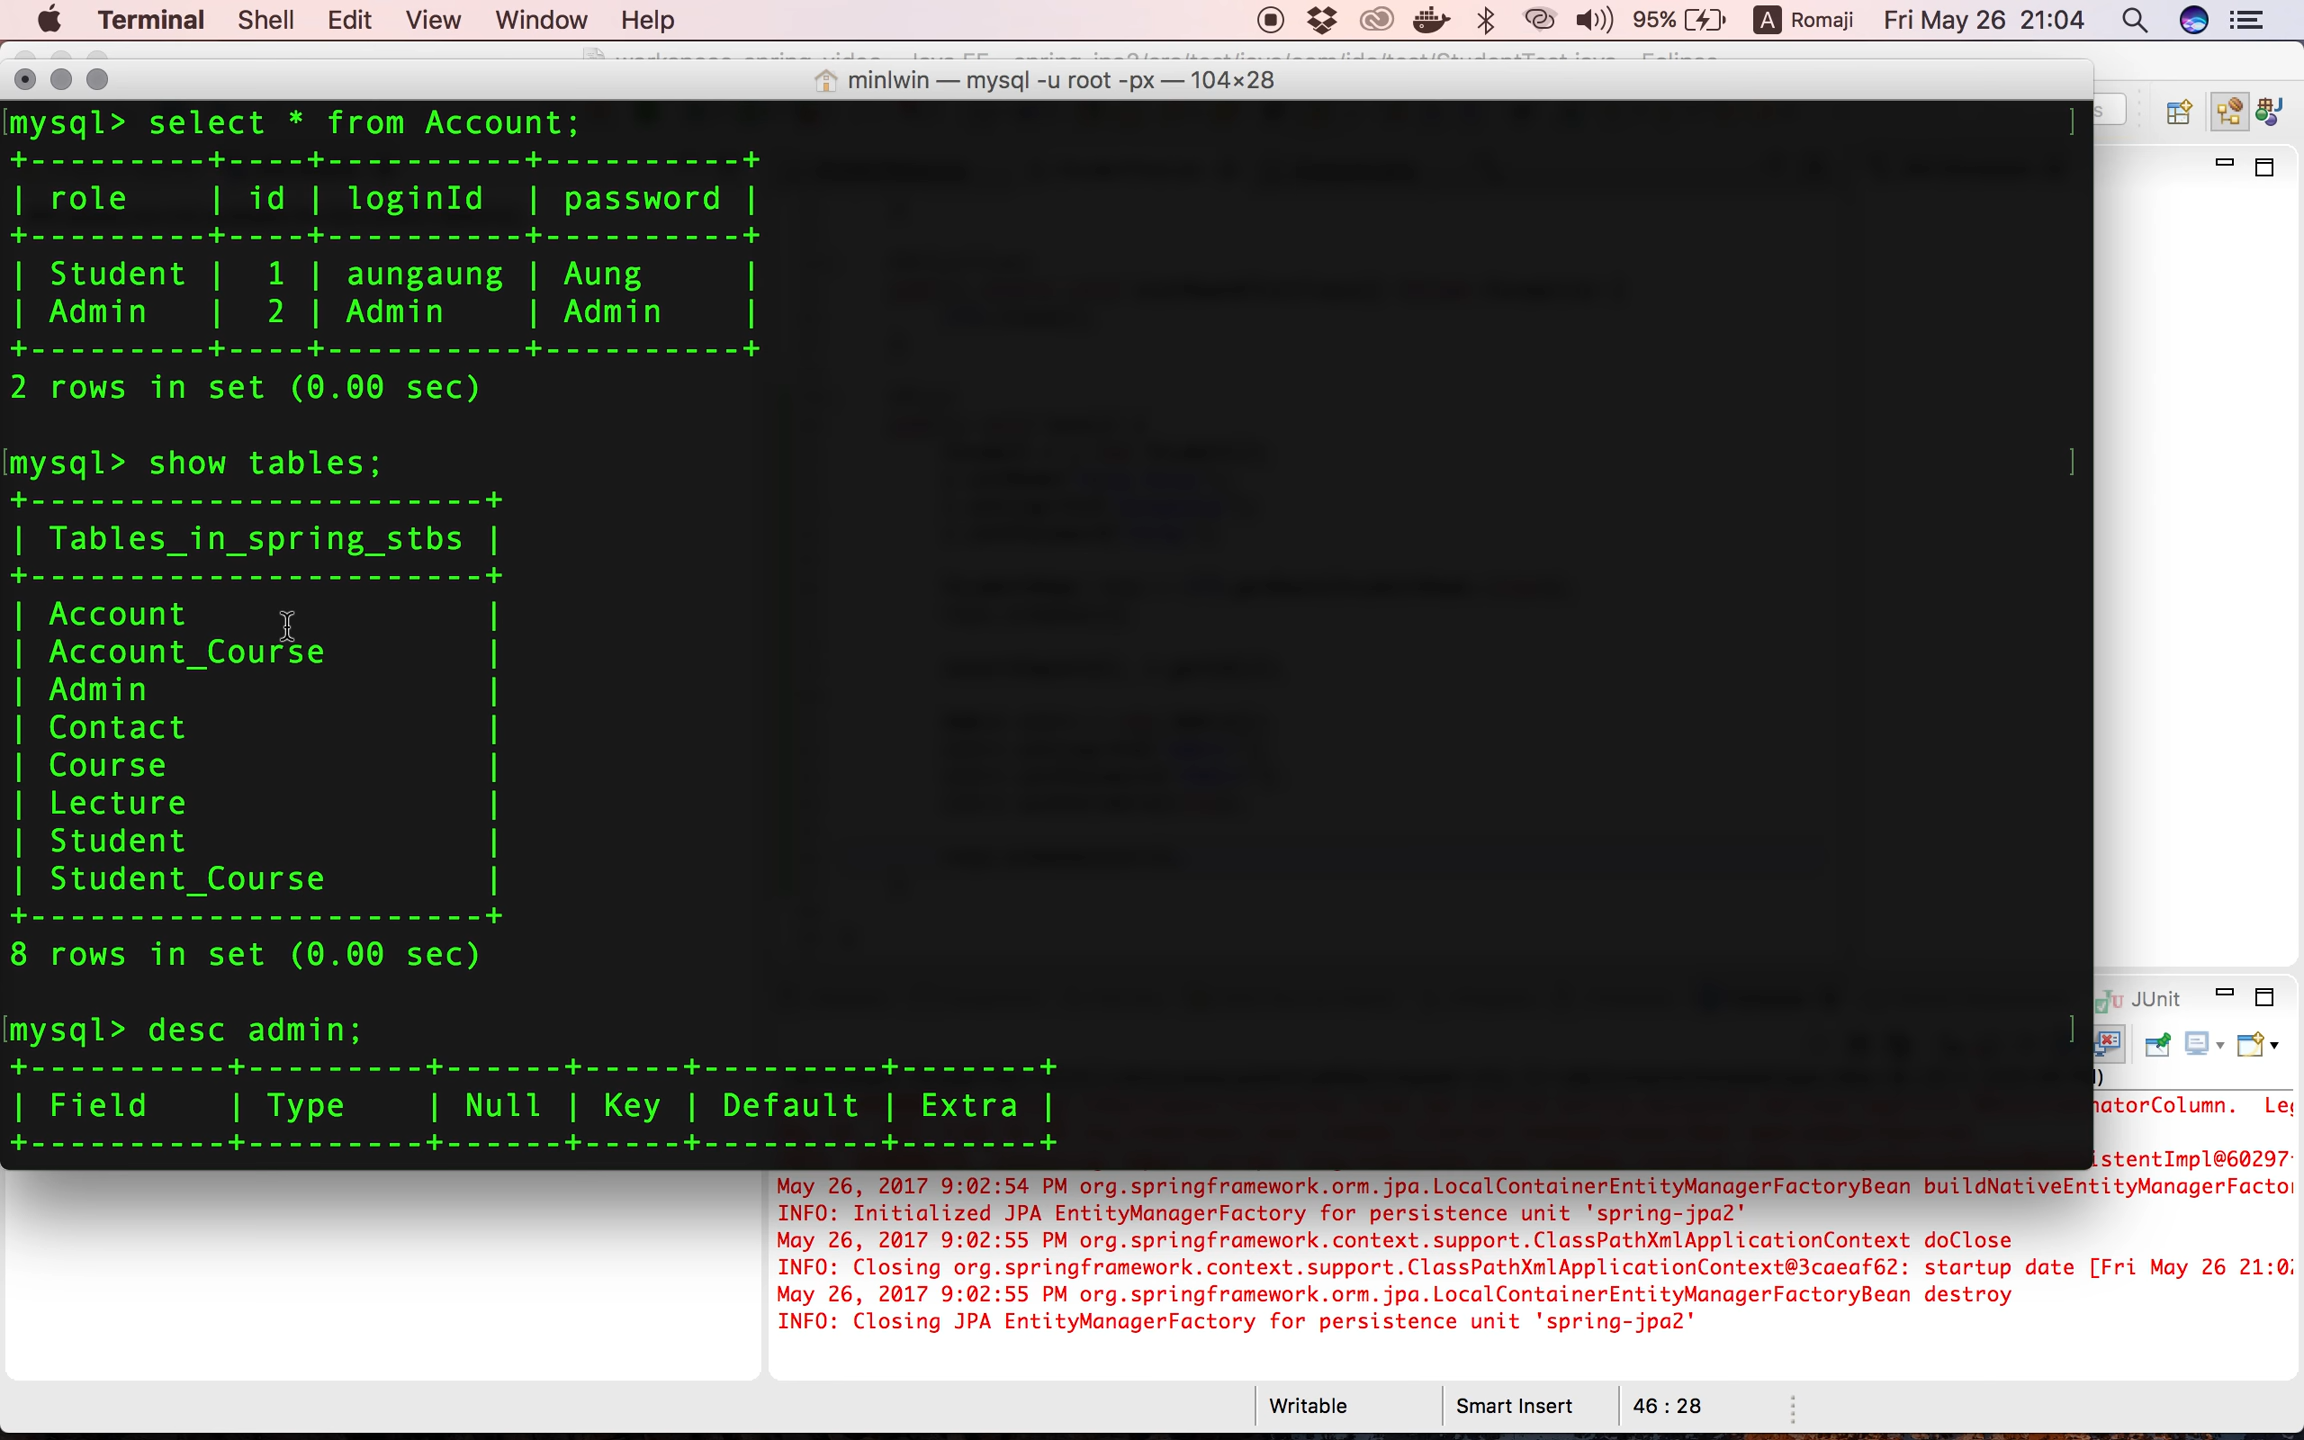 Terminal Shell Edit View Window Help 95% A Romaji Fri May 26 21:04
minlwin — mysql -u root -px — 104×28
mysql> select * from Account;
+---------+----+----------+----------+
| role    | id | loginId  | password |
+---------+----+----------+----------+
| Student |  1 | aungaung | Aung     |
| Admin   |  2 | Admin    | Admin    |
+---------+----+----------+----------+
2 rows in set (0.00 sec)
mysql> show tables;
+-----------------------+
| Tables_in_spring_stbs |
+-----------------------+
| Account               |
| Account_Course        |
| Admin                 |
| Contact               |
| Course                |
| Lecture               |
| Student               |
| Student_Course        |
+-----------------------+
8 rows in set (0.00 sec)
mysql> desc admin;
+----------+---------+------+-----+---------+-------+
| Field    | Type    | Null | Key | Default | Extra |
+----------+---------+------+-----+---------+-------+
JUnit
natorColumn.
istentImpl@60297
May 26, 2017 9:02:54 PM org.springframework.orm.jpa.LocalContainerEntityManagerFactoryBean buildNativeEntityManagerFactor
INFO: Initialized JPA EntityManagerFactory for persistence unit 'spring-jpa2'
May 26, 2017 9:02:55 PM org.springframework.context.support.ClassPathXmlApplicationContext doClose
INFO: Closing org.springframework.context.support.ClassPathXmlApplicationContext@3caeaf62: startup date [Fri May 26 21:02
May 26, 2017 9:02:55 PM org.springframework.orm.jpa.LocalContainerEntityManagerFactoryBean destroy
INFO: Closing JPA EntityManagerFactory for persistence unit 'spring-jpa2'
Writable Smart Insert 46 : 28